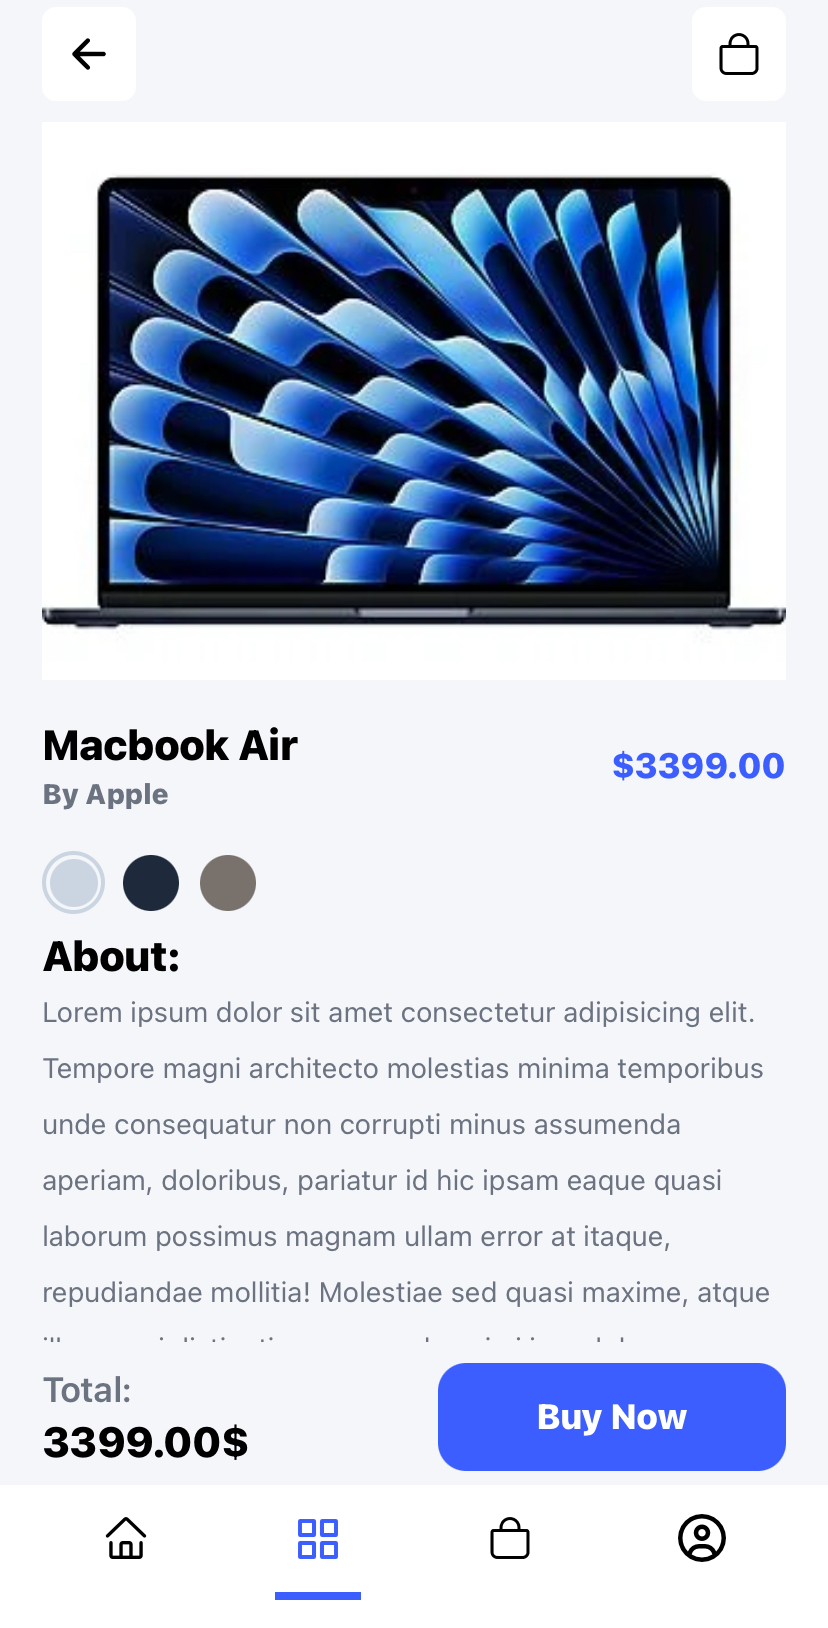 Macbook Air
By Apple
$3399.00
About:
Lorem ipsum dolor sit amet consectetur adipisicing elit.
Tempore magni architecto molestias minima temporibus
unde consequatur non corrupti minus assumenda
aperiam, doloribus, pariatur id hic ipsam eaque quasi
laborum possimus magnam ullam error at itaque,
repudiandae mollitia! Molestiae sed quasi maxime, atque
Total:
3399.00$
Buy Now